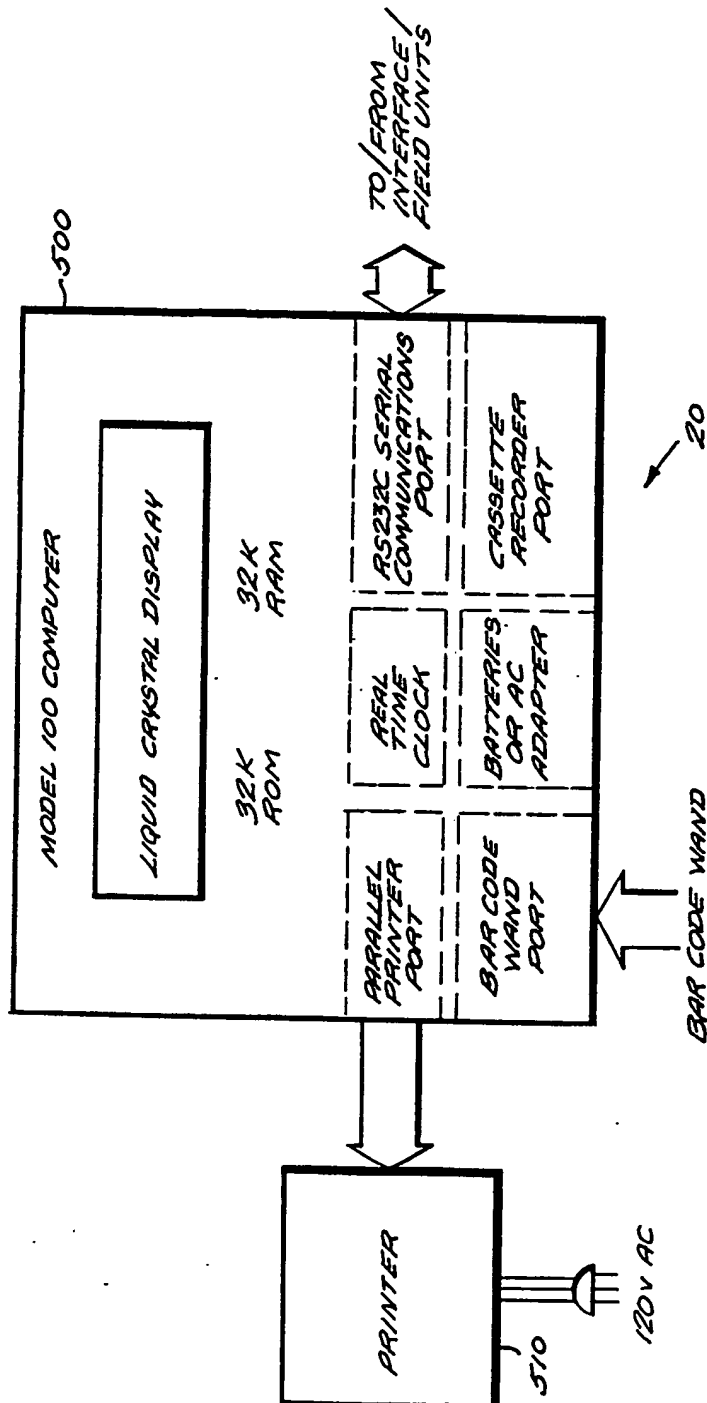 MODEL 100 COMPUTER
500
LIQUID CRYSTAL DISPLAY
32K
ROM
32K
RAM
PARALLEL
PRINTER
PORT
REAL
TIME
CLOCK
RS232C SERIAL
COMMUNICATIONS
PORT
TO/FROM
INTERFACE/
FIELD UNITS
BAR CODE
WAND
PORT
BATTERIES
OR AC
ADAPTER
CASSETTE
RECORDER
PORT
PRINTER
510
120V AC
BAR CODE WAND
20